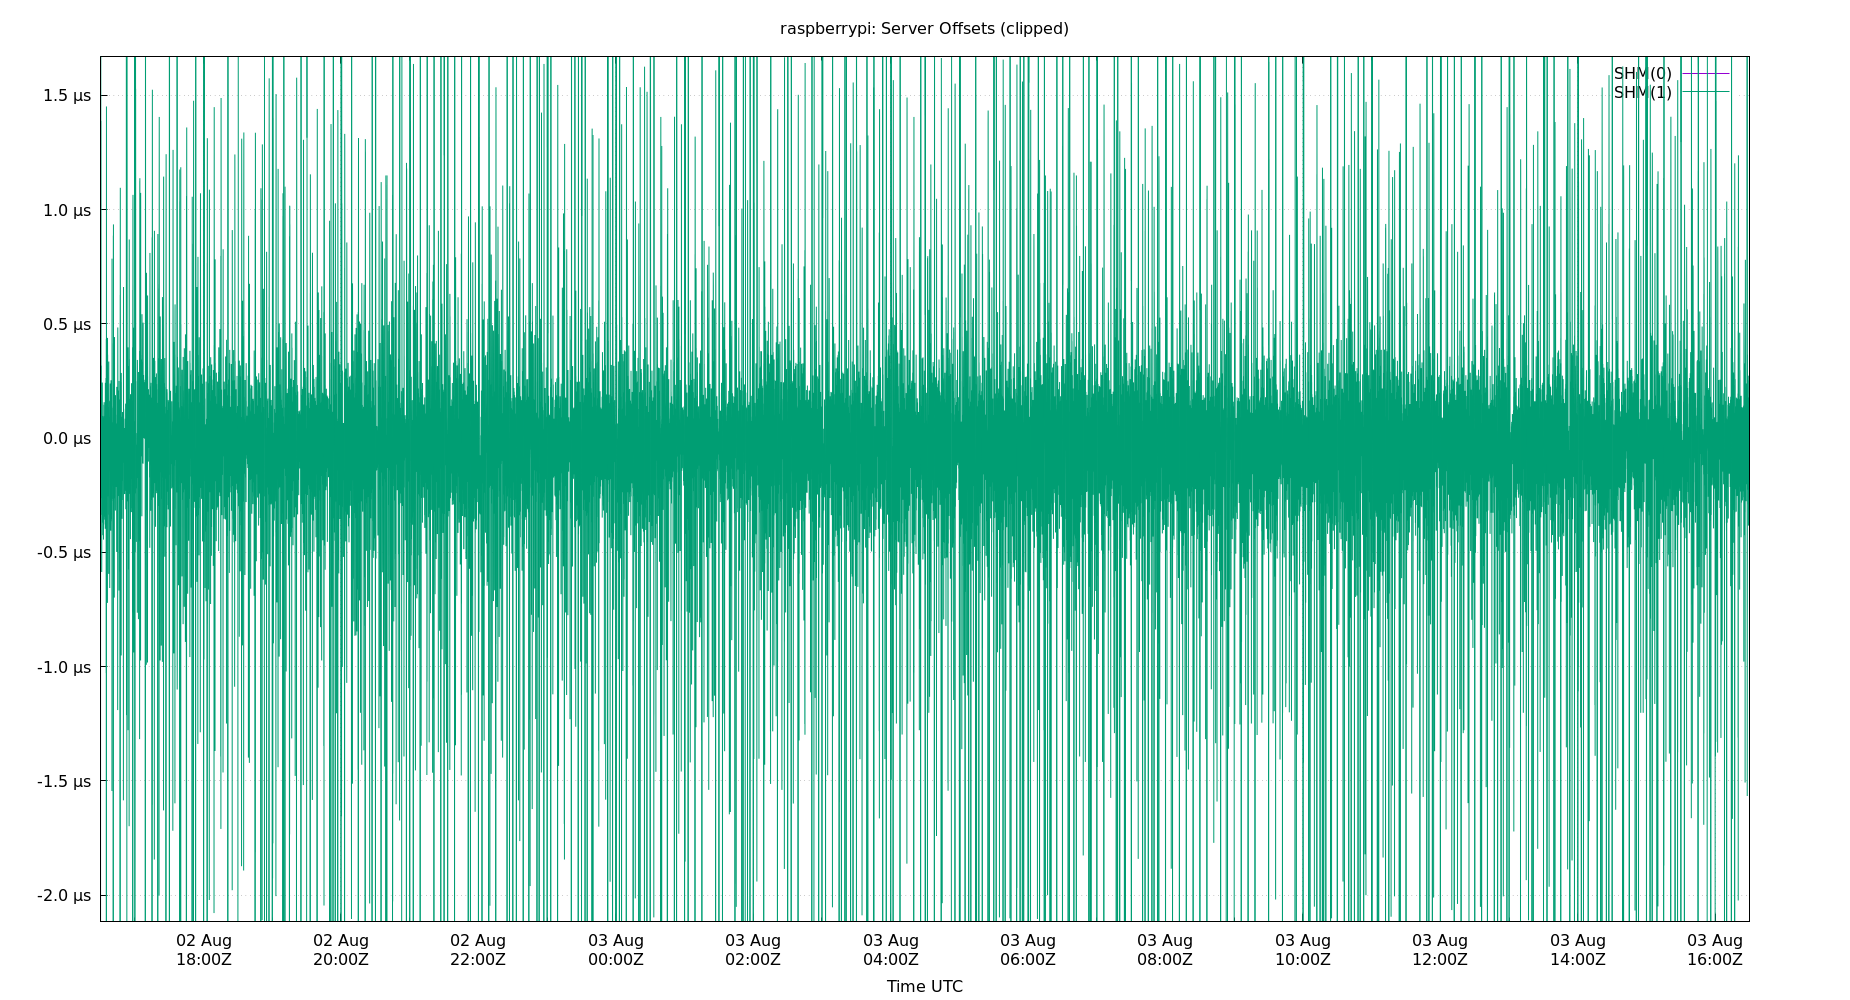 raspberrypi: Server Offsets (clipped)
SHM(0)
SHM(1)
1.5 µs
1.0 µs
0.5 µs
0.0 µs
-0.5 µs
-1.0 µs
-1.5 µs
-2.0 µs
02 Aug 02 Aug 02 Aug 03 Aug 03 Aug 03 Aug 03 Aug 03 Aug 03 Aug 03 Aug 03 Aug 03 Aug
18:00Z 20:00Z 22:00Z 00:00Z 02:00Z 04:00Z 06:00Z 08:00Z 10:00Z 12:00Z 14:00Z 16:00Z
Time UTC